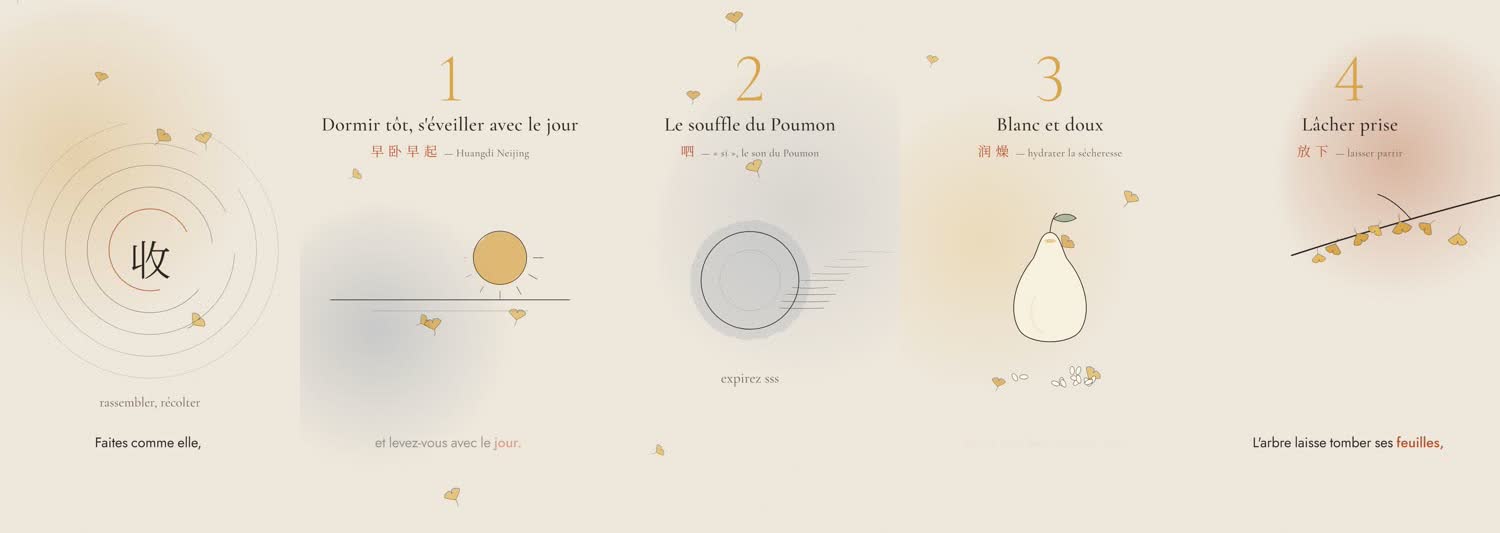 收
rassembler, récolter
Faites comme elle,
1
Dormir tôt, s'éveiller avec le jour
早卧早起 — Huangdi Neijing
et levez-vous avec le jour.
2
Le souffle du Poumon
呬 — « si », le son du Poumon
expirez sss
3
Blanc et doux
润燥 — hydrater la sécheresse
4
Lâcher prise
放下 — laisser partir
L'arbre laisse tomber ses feuilles,